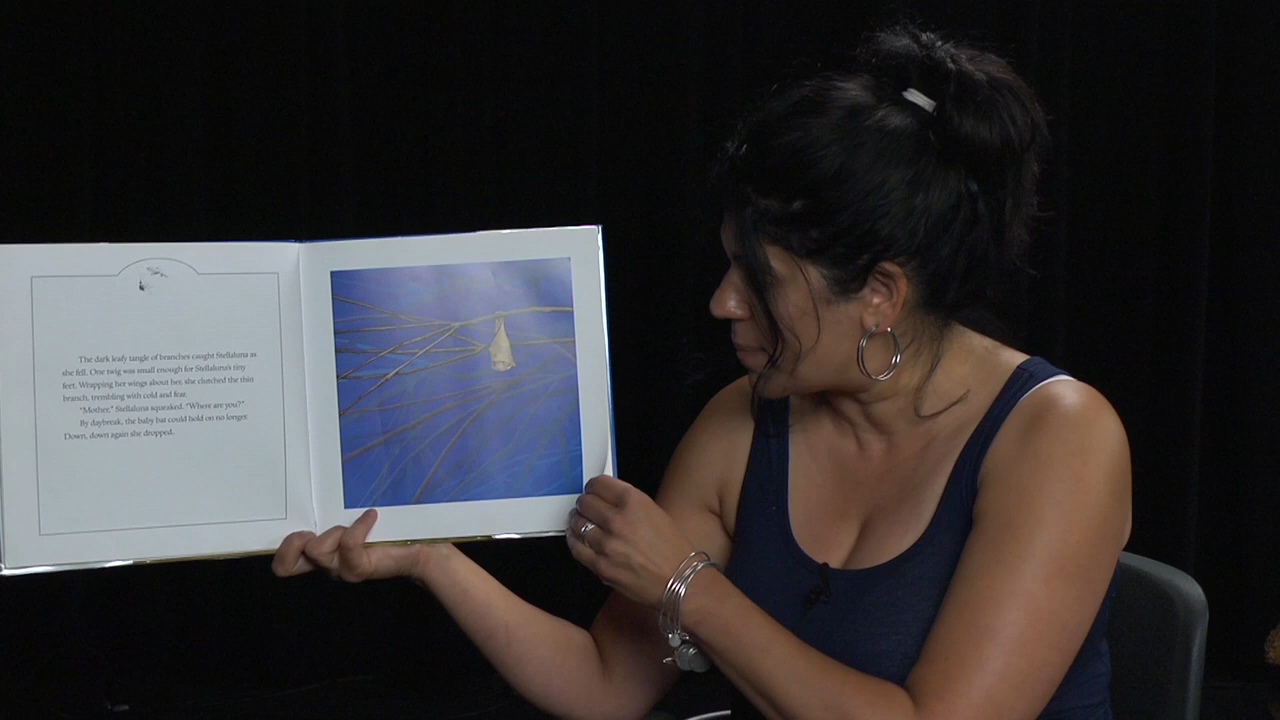 The dark leafy tangle of branches caught Stellaluna as
she fell. One twig was small enough for Stellaluna's tiny
feet. Wrapping her wings about her, she clutched the thin
branch, trembling with cold and fear.
"Mother," Stellaluna squeaked. "Where are you?"
By daybreak, the baby bat could hold on no longer.
Down, down again she dropped.